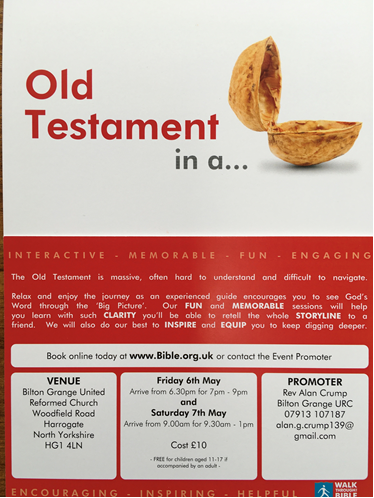 Old
Testament
in a...
INTERACTIVE - MEMORABLE - FUN - ENGAGING
The Old Testament is massive, often hard to understand and difficult to navigate.
Relax and enjoy the journey as an experienced guide encourages you to see God's
Word through the 'Big Picture'. Our FUN and MEMORABLE sessions will help
you learn with such CLARITY you'll be able to retell the whole STORYLINE to a
friend. We will also do our best to INSPIRE and EQUIP you to keep digging deeper.
Book online today at www.Bible.org.uk or contact the Event Promoter
VENUE
Bilton Grange United
Reformed Church
Woodfield Road
Harrogate
North Yorkshire
HG1 4LN
Friday 6th May
Arrive from 6.30pm for 7pm - 9pm
and
Saturday 7th May
Arrive from 9.00am for 9.30am - 1pm
Cost £10
- FREE for children aged 11-17 if
accompanied by an adult -
PROMOTER
Rev Alan Crump
Bilton Grange URC
07913 107187
alan.g.crump139@
gmail.com
ENCOURAGING - INSPIRING - HELPFUL
WALK
THROUGH THE
BIBLE